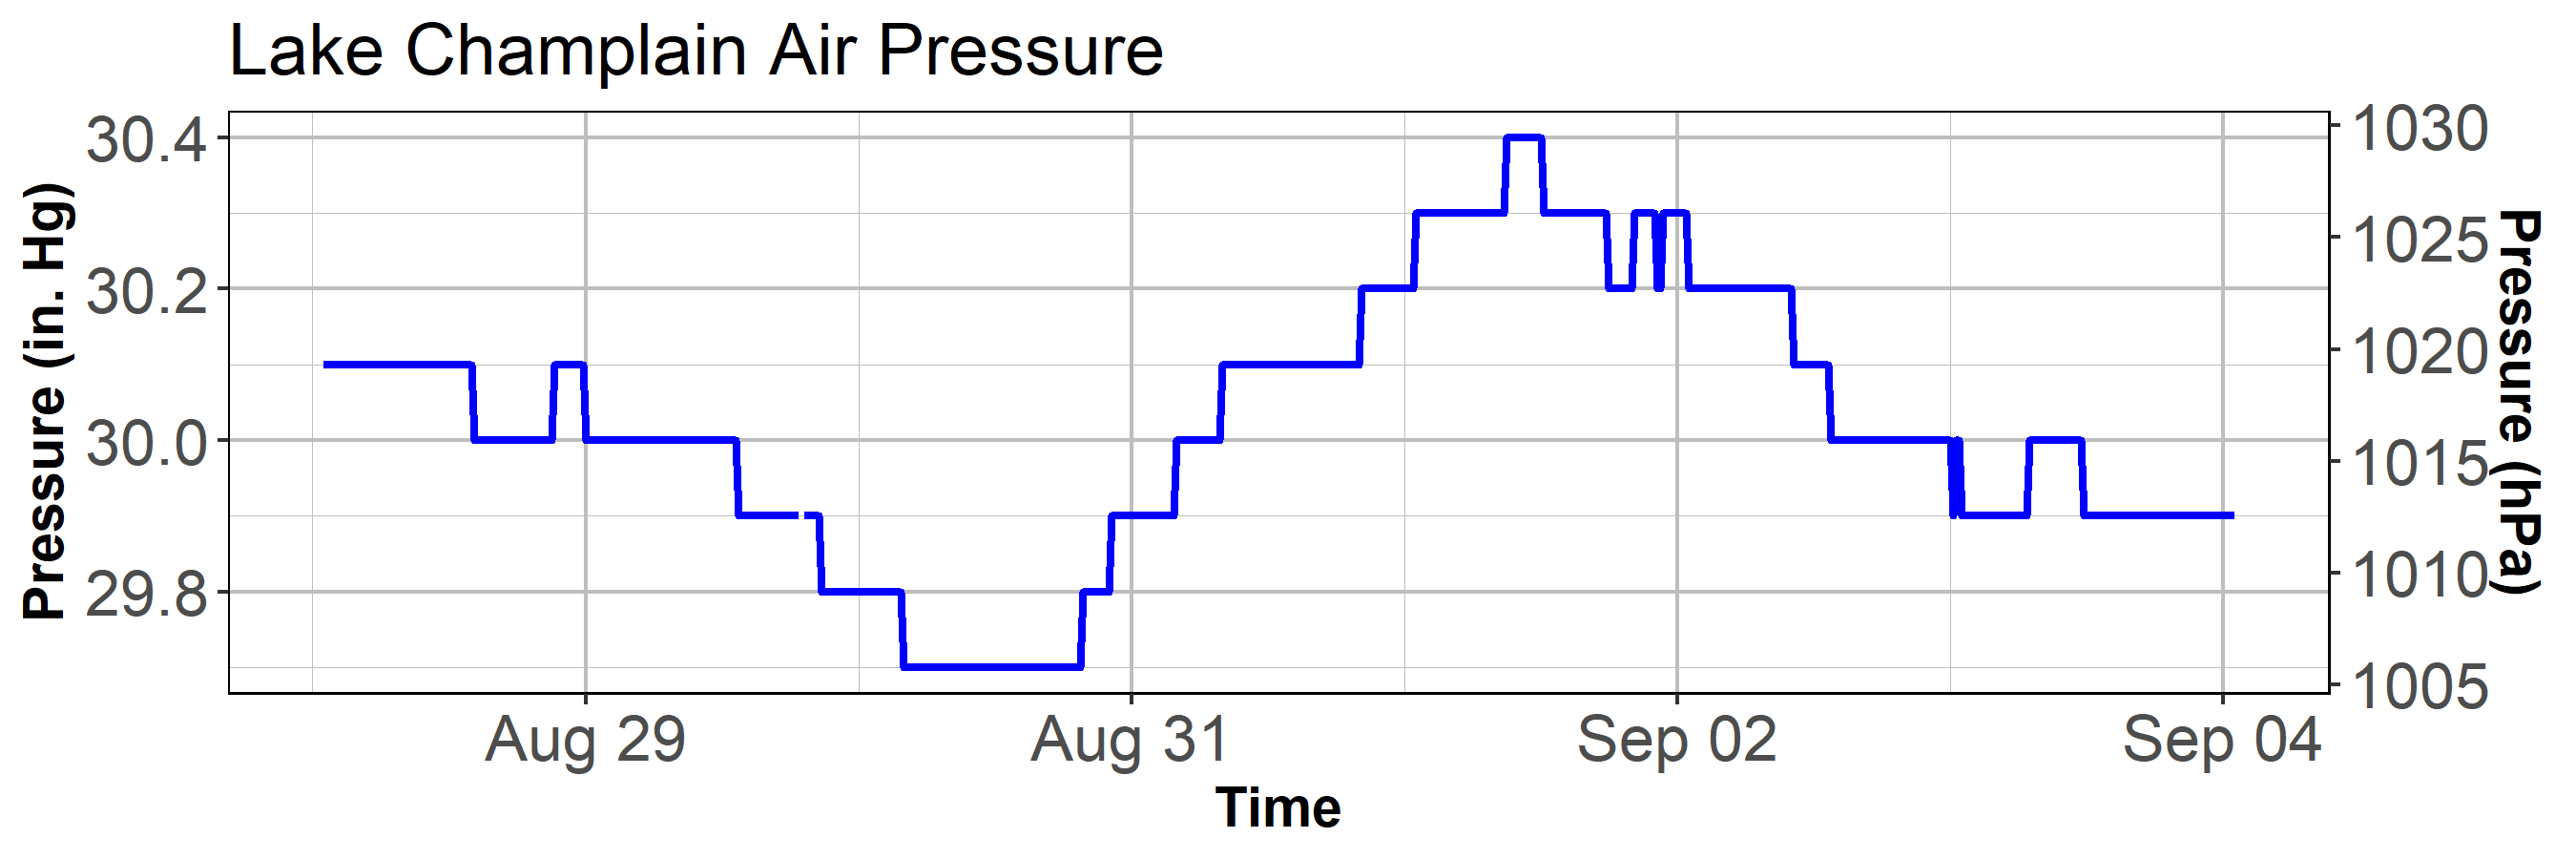 Lake Champlain Air Pressure
Pressure (in. Hg)
30.4
30.2
30.0
29.8
1030
1025
1020
1015
1010
1005
Pressure (hPa)
Aug 29
Aug 31
Sep 02
Sep 04
Time